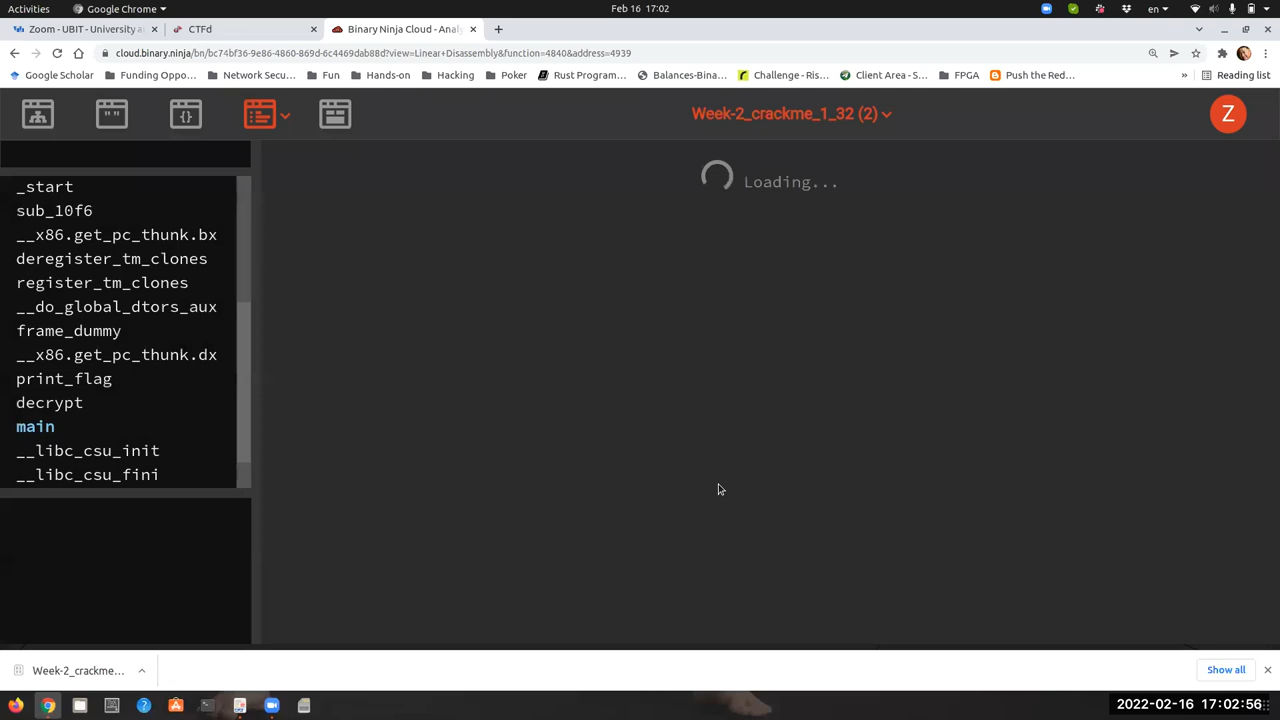 Activities
Google Chrome
Feb 16 17:02
en
Zoom - UBIT - University a
CTFd
Binary Ninja Cloud - Anal
cloud.binary.ninja/bn/bc74bf36-9e86-4860-869d-6c4469dab88d?view=Linear+Disassembly&function=4840&address=4939
Google Scholar
Funding Oppo...
Network Secu...
Fun
Hands-on
Hacking
Poker
Rust Program...
Balances-Bina...
Challenge - Ris...
Client Area - S...
FPGA
Push the Red...
»
Reading list
Week-2_crackme_1_32 (2)
Z
Loading...
_start
sub_10f6
__x86.get_pc_thunk.bx
deregister_tm_clones
register_tm_clones
__do_global_dtors_aux
frame_dummy
__x86.get_pc_thunk.dx
print_flag
decrypt
main
__libc_csu_init
__libc_csu_fini
Week-2_crackme...
Show all
2022-02-16 17:02:56